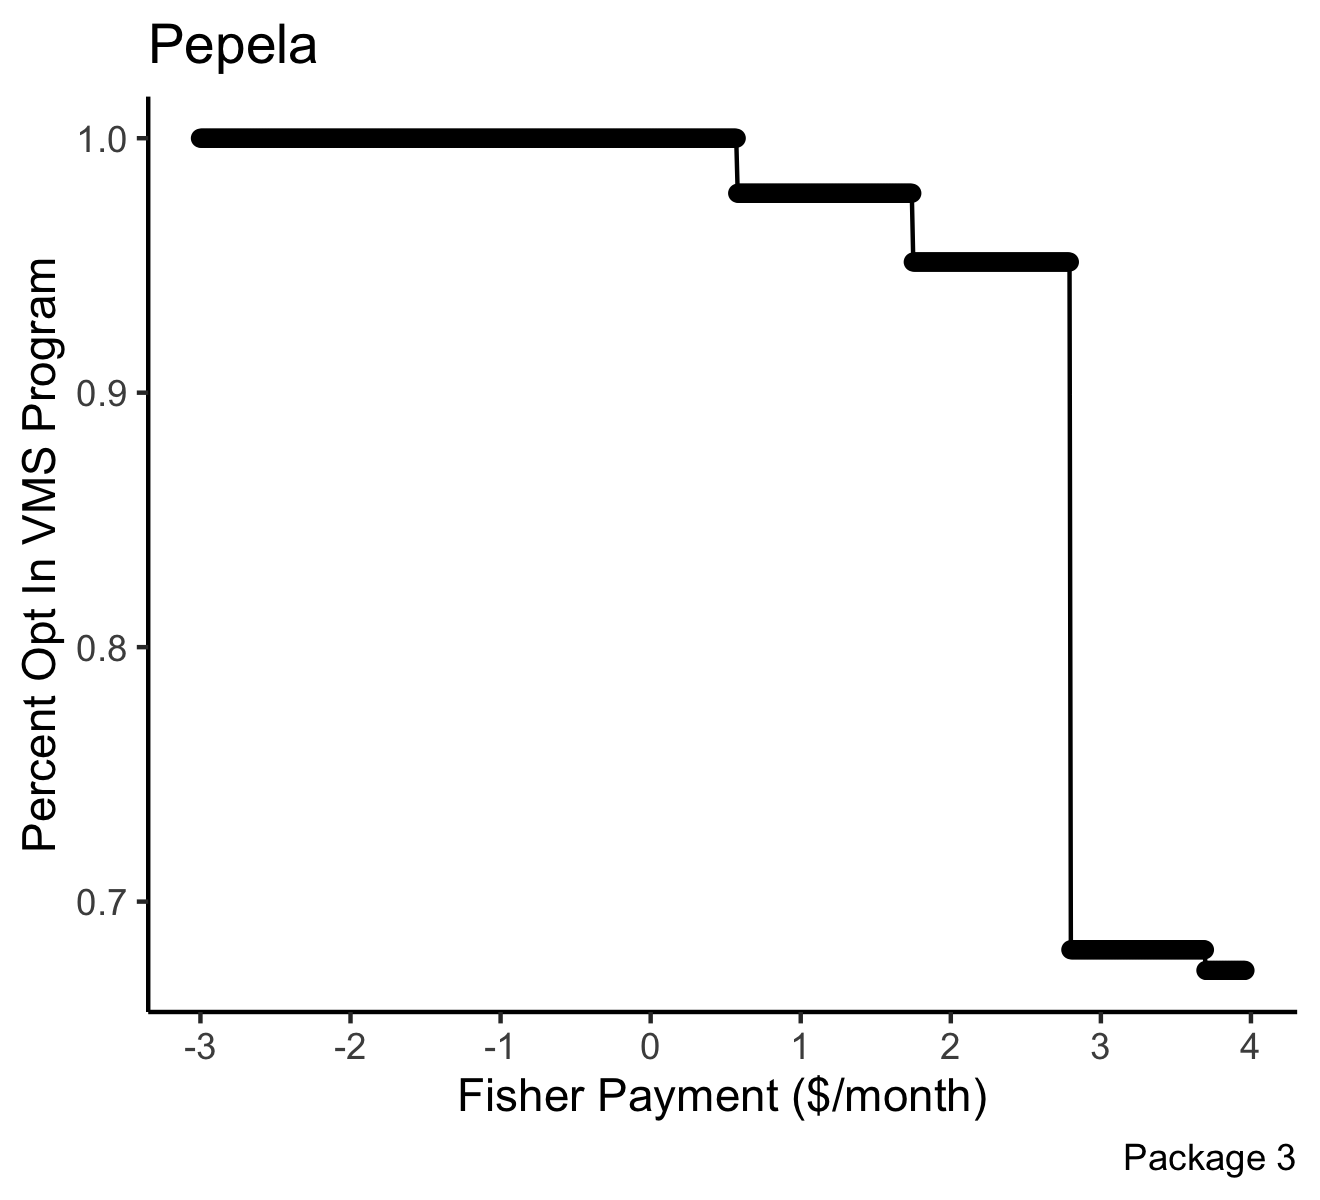 Pepela
Percent Opt In VMS Program
1.0
0.9
0.8
0.7
-3 -2 -1 0 1 2 3 4
Fisher Payment ($/month)
Package 3